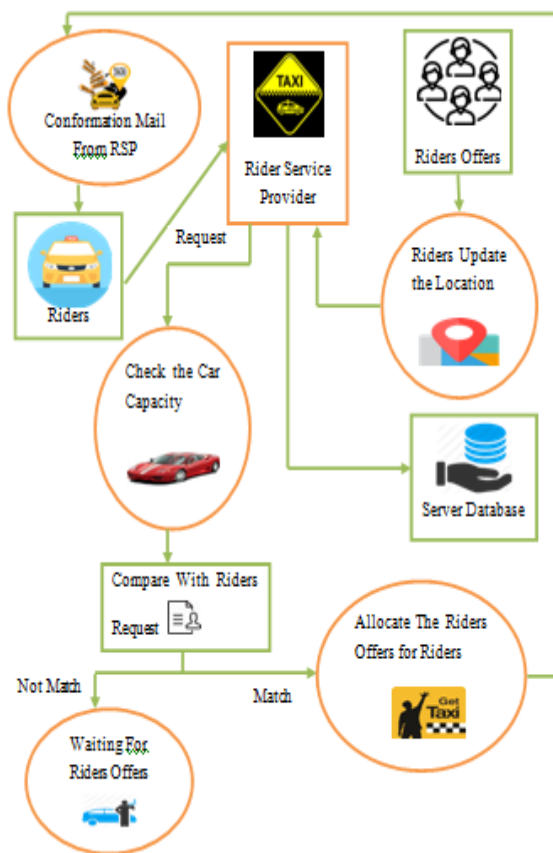 Conformation Mail
From RSP
TAXI
Rider Service
Provider
Riders Offers
Request
Riders
Riders Update
the Location
Check the Car
Capacity
Server Database
Compare With Riders
Request
Allocate The Riders
Offers for Riders
Get
Taxi
Not Match
Match
Waiting For
Riders Offers